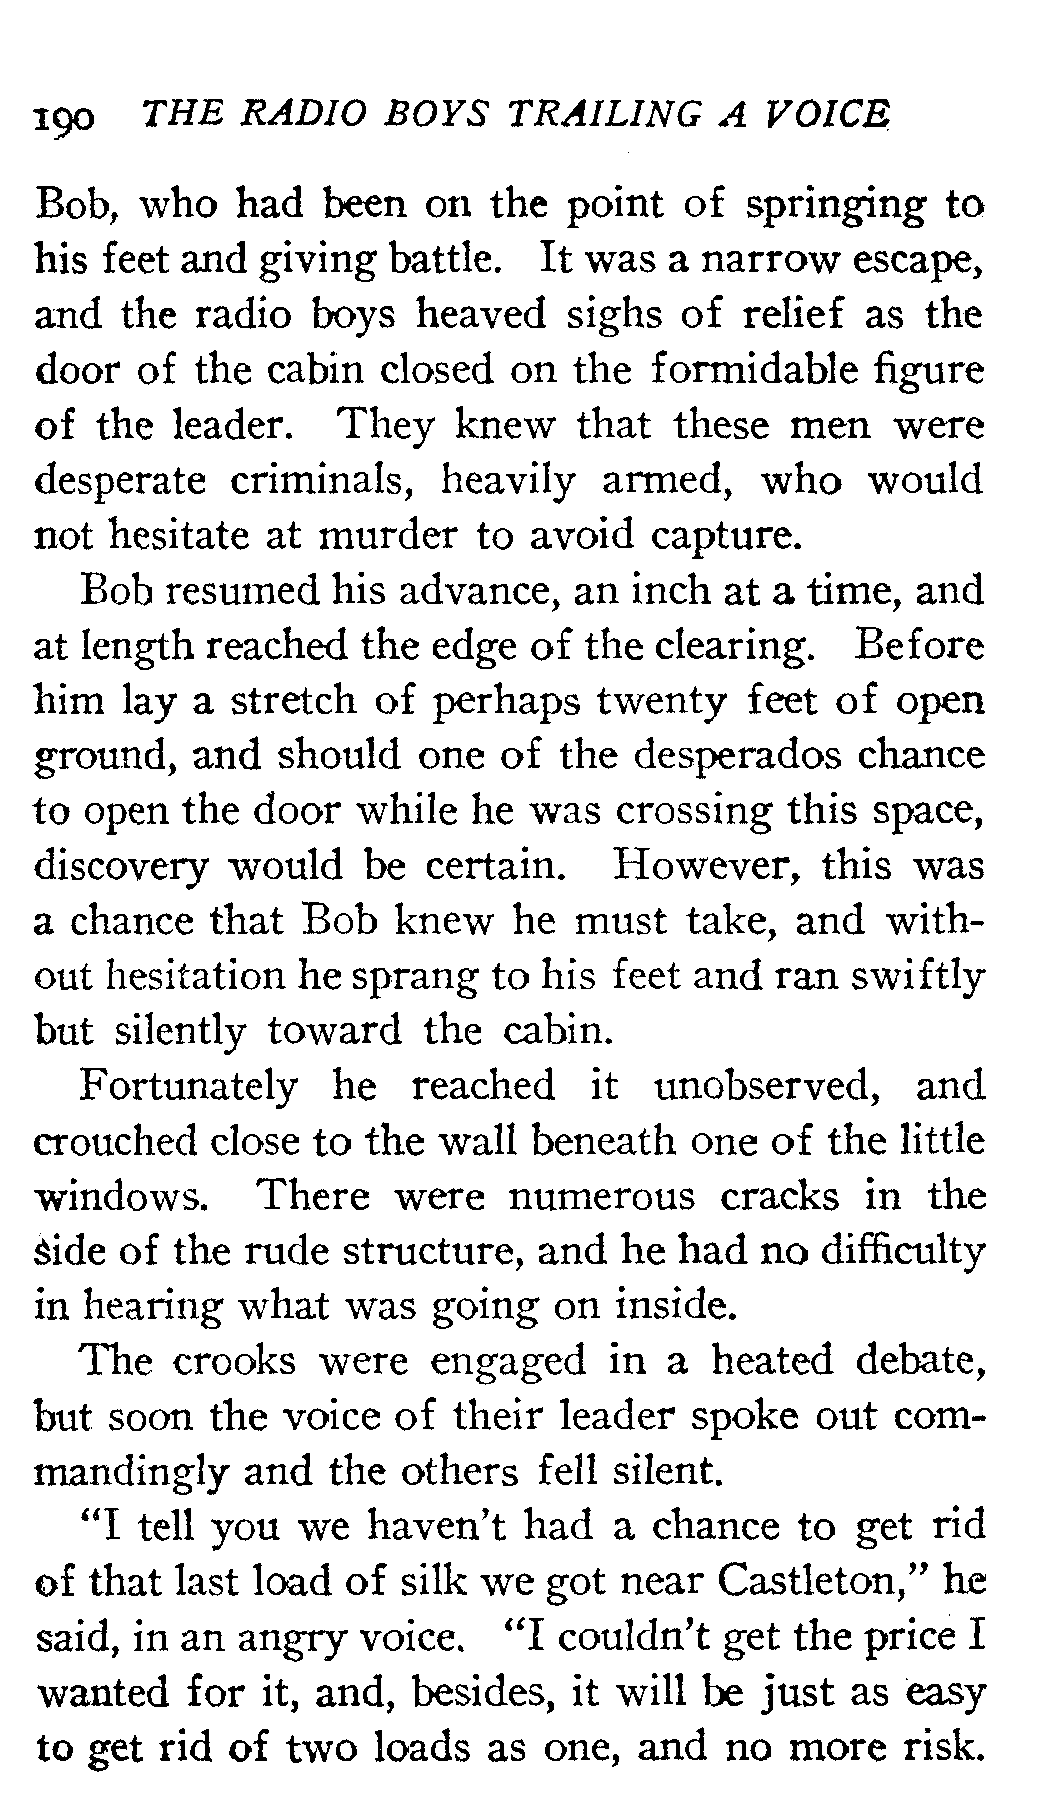 190 THE RADIO BOYS TRAILING A VOICE
Bob, who had been on the point of springing to
his feet and giving battle. It was a narrow escape,
and the radio boys heaved sighs of relief as the
door of the cabin closed on the formidable figure
of the leader. They knew that these men were
desperate criminals, heavily armed, who would
not hesitate at murder to avoid capture.
Bob resumed his advance, an inch at a time, and
at length reached the edge of the clearing. Before
him lay a stretch of perhaps twenty feet of open
ground, and should one of the desperados chance
to open the door while he was crossing this space,
discovery would be certain. However, this was
a chance that Bob knew he must take, and with-
out hesitation he sprang to his feet and ran swiftly
but silently toward the cabin.
Fortunately he reached it unobserved, and
crouched close to the wall beneath one of the little
windows. There were numerous cracks in the
side of the rude structure, and he had no difficulty
in hearing what was going on inside.
The crooks were engaged in a heated debate,
but soon the voice of their leader spoke out com-
mandingly and the others fell silent.
"I tell you we haven't had a chance to get rid
of that last load of silk we got near Castleton," he
said, in an angry voice. "I couldn't get the price I
wanted for it, and, besides, it will be just as easy
to get rid of two loads as one, and no more risk.